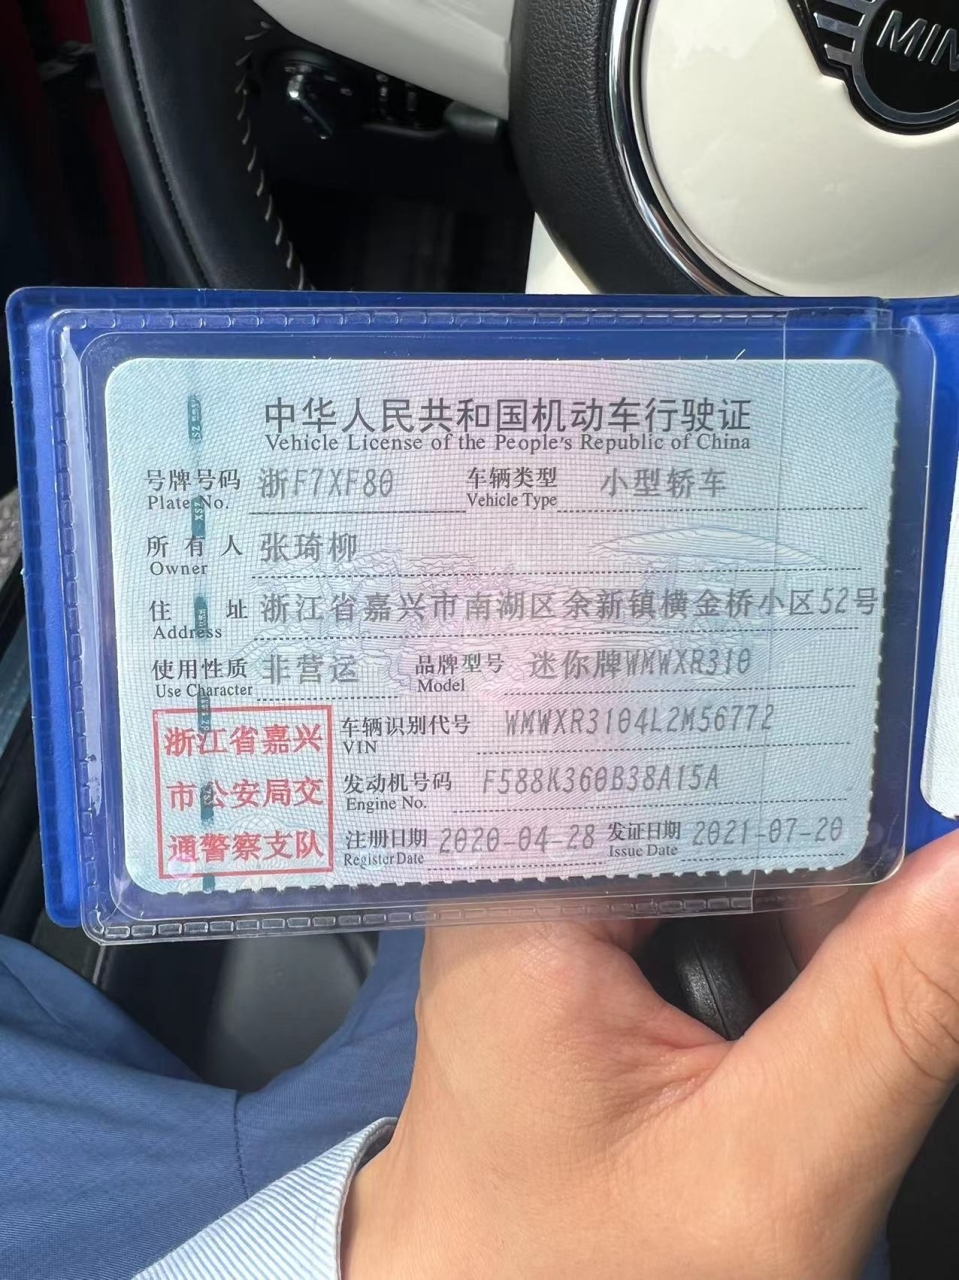 MIN
中华人民共和国机动车行驶证
Vehicle License of the People's Republic of China
号牌号码 浙F7XF80 车辆类型 小型轿车
Plate No. Vehicle Type
所有人 张琦柳
Owner
住址 浙江省嘉兴市南湖区余新镇横金桥小区52号
Address
使用性质 非营运 品牌型号 迷你牌WMWXR310
Use Character Model
浙江省嘉兴
市公安局交
通警察支队
车辆识别代号 WMWXR3104L2M56772
VIN
发动机号码 F588K360B38A15A
Engine No.
注册日期 2020-04-28 发证日期 2021-07-20
Register Date Issue Date